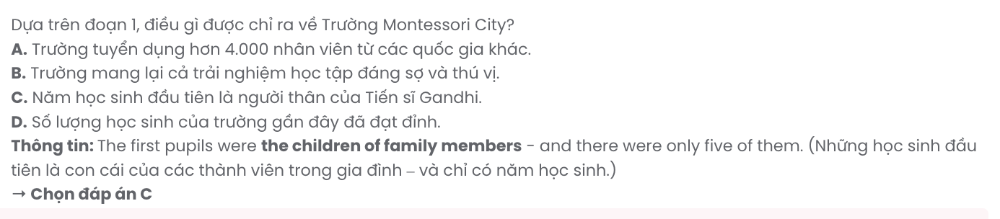 Dựa trên đoạn 1, điều gì được chỉ ra về Trường Montessori City?
A. Trường tuyển dụng hơn 4.000 nhân viên từ các quốc gia khác.
B. Trường mang lại cả trải nghiệm học tập đáng sợ và thú vị.
C. Năm học sinh đầu tiên là người thân của Tiến sĩ Gandhi.
D. Số lượng học sinh của trường gần đây đã đạt đỉnh.
Thông tin: The first pupils were the children of family members - and there were only five of them. (Những học sinh đầu
tiên là con cái của các thành viên trong gia đình – và chỉ có năm học sinh.)
→ Chọn đáp án C